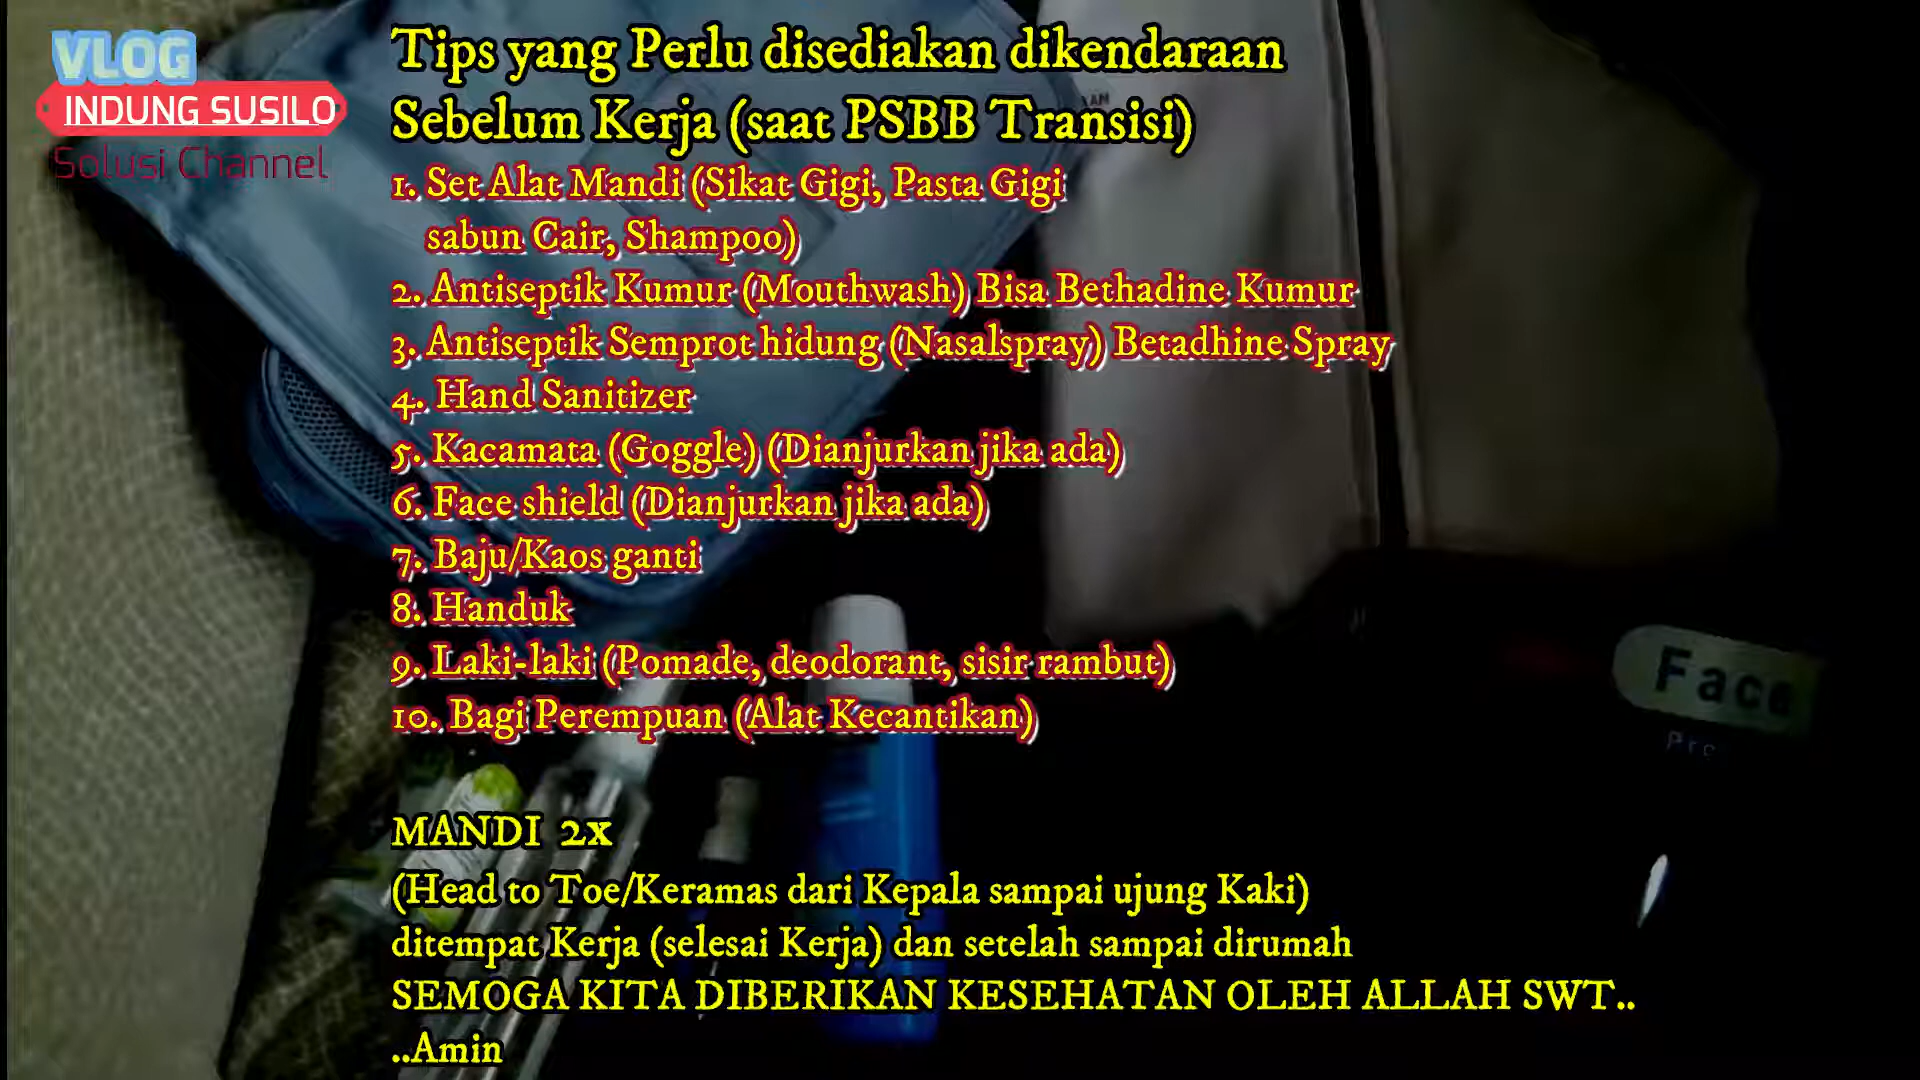 VLOG
INDUNG SUSILO
Solusi Channel
Tips yang Perlu disediakan dikendaraan
Sebelum Kerja (saat PSBB Transisi)
1. Set Alat Mandi (Sikat Gigi, Pasta Gigi
sabun Cair, Shampoo)
2. Antiseptik Kumur (Mouthwash) Bisa Bethadine Kumur
3. Antiseptik Semprot hidung (Nasalspray) Betadhine Spray
4. Hand Sanitizer
5. Kacamata (Goggle) (Dianjurkan jika ada)
6. Face shield (Dianjurkan jika ada)
7. Baju/Kaos ganti
8. Handuk
9. Laki-laki (Pomade, deodorant, sisir rambut)
10. Bagi Perempuan (Alat Kecantikan)
Face
MANDI 2x
(Head to Toe/Keramas dari Kepala sampai ujung Kaki)
ditempat Kerja (selesai Kerja) dan setelah sampai dirumah
SEMOGA KITA DIBERIKAN KESEHATAN OLEH ALLAH SWT..
..Amin